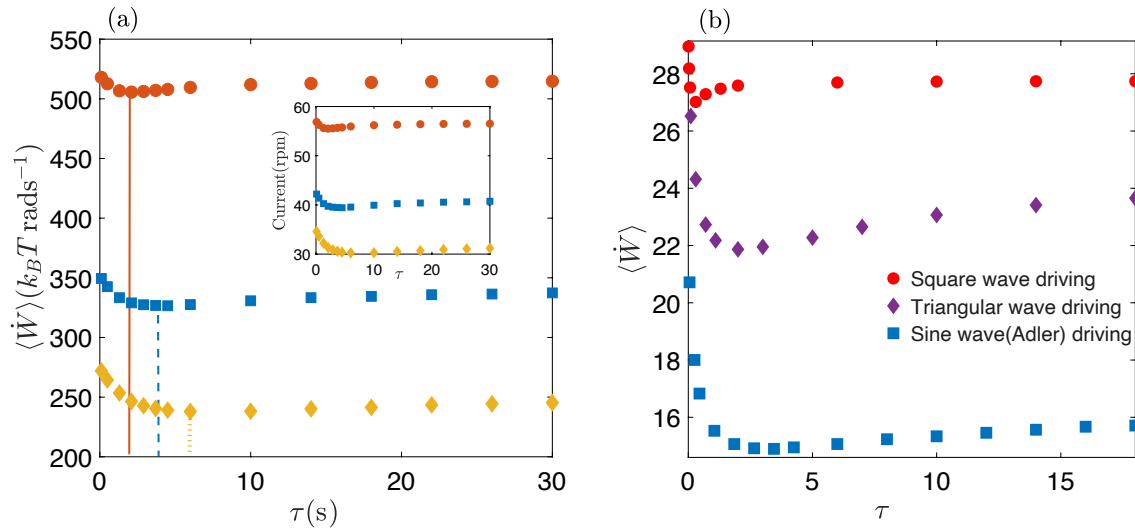 (a)
550
500
450
400
350
300
250
200
⟨Ẇ⟩(k_BT rads⁻¹)
0
10
20
30
τ(s)
60
50
40
30
Current(rpm)
0
10
20
30
τ
(b)
28
26
24
22
20
18
16
⟨Ẇ⟩
Square wave driving
Triangular wave driving
Sine wave(Adler) driving
0
5
10
15
τ